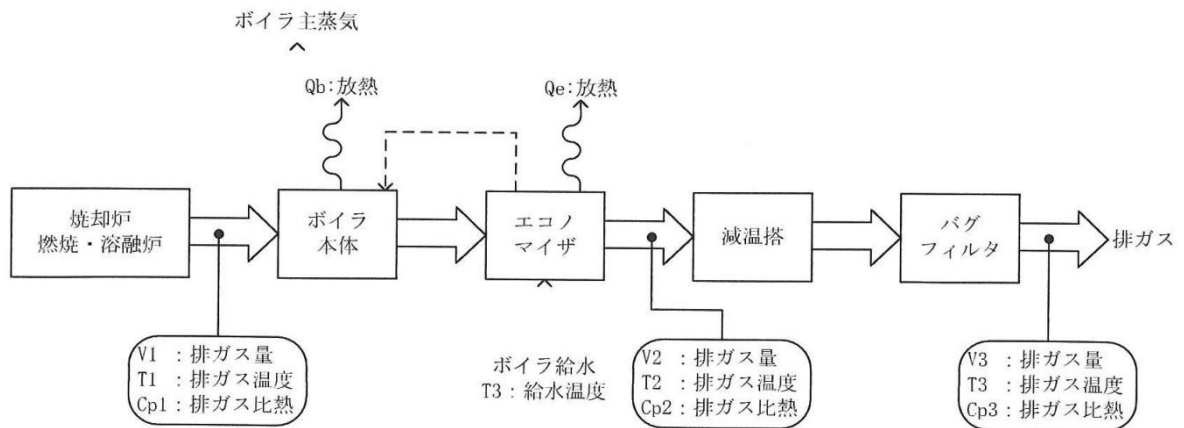 ボイラ主蒸気
Qb:放熱
Qe:放熱
焼却炉
燃焼・溶融炉
ボイラ
本体
エコノ
マイザ
減温塔
バグ
フィルタ
排ガス
V1 : 排ガス量
T1 : 排ガス温度
Cp1 : 排ガス比熱
ボイラ給水
T3 : 給水温度
V2 : 排ガス量
T2 : 排ガス温度
Cp2 : 排ガス比熱
V3 : 排ガス量
T3 : 排ガス温度
Cp3 : 排ガス比熱